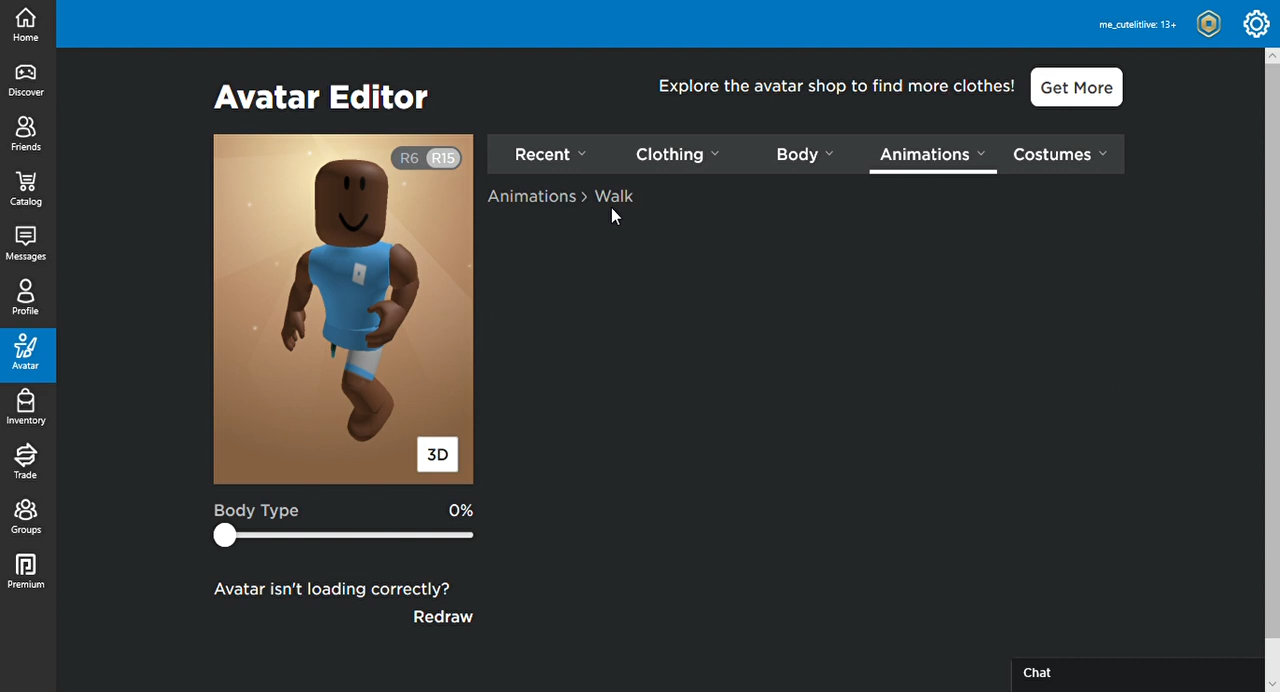 Home
Discover
Friends
Catalog
Messages
Profile
Avatar
Inventory
Trade
Groups
Premium
me_cutelitlive: 13+
Avatar Editor
Explore the avatar shop to find more clothes!
Get More
R6 R15
3D
Recent
Clothing
Body
Animations
Costumes
Animations > Walk
Body Type 0%
Avatar isn't loading correctly?
Redraw
Chat